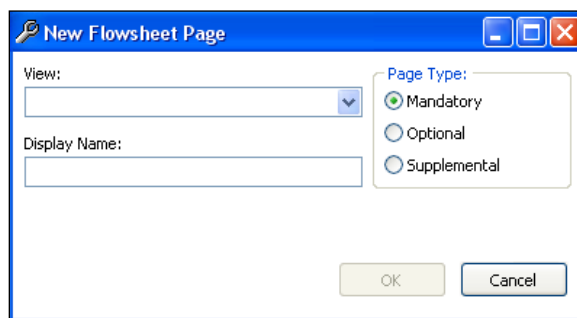 New Flowsheet Page
View:
Page Type:
Mandatory
Display Name:
Optional
Supplemental
OK
Cancel